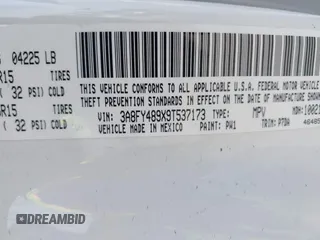 04225 LB
R15 TIRES
( 32 PSI) COLD
R15 TIRES
( 32 PSI) COLD
THIS VEHICLE CONFORMS TO ALL APPLICABLE U.S.A. FEDERAL MOTOR VEHICLE
THEFT PREVENTION STANDARDS IN EFFECT ON THE DATE OF MANUFACTURE SHOWN
VIN: 3A8FY489X9T537173 TYPE: MPV
MADE IN MEXICO PAINT: PW1 TRIM: P7DA
DREAMBID